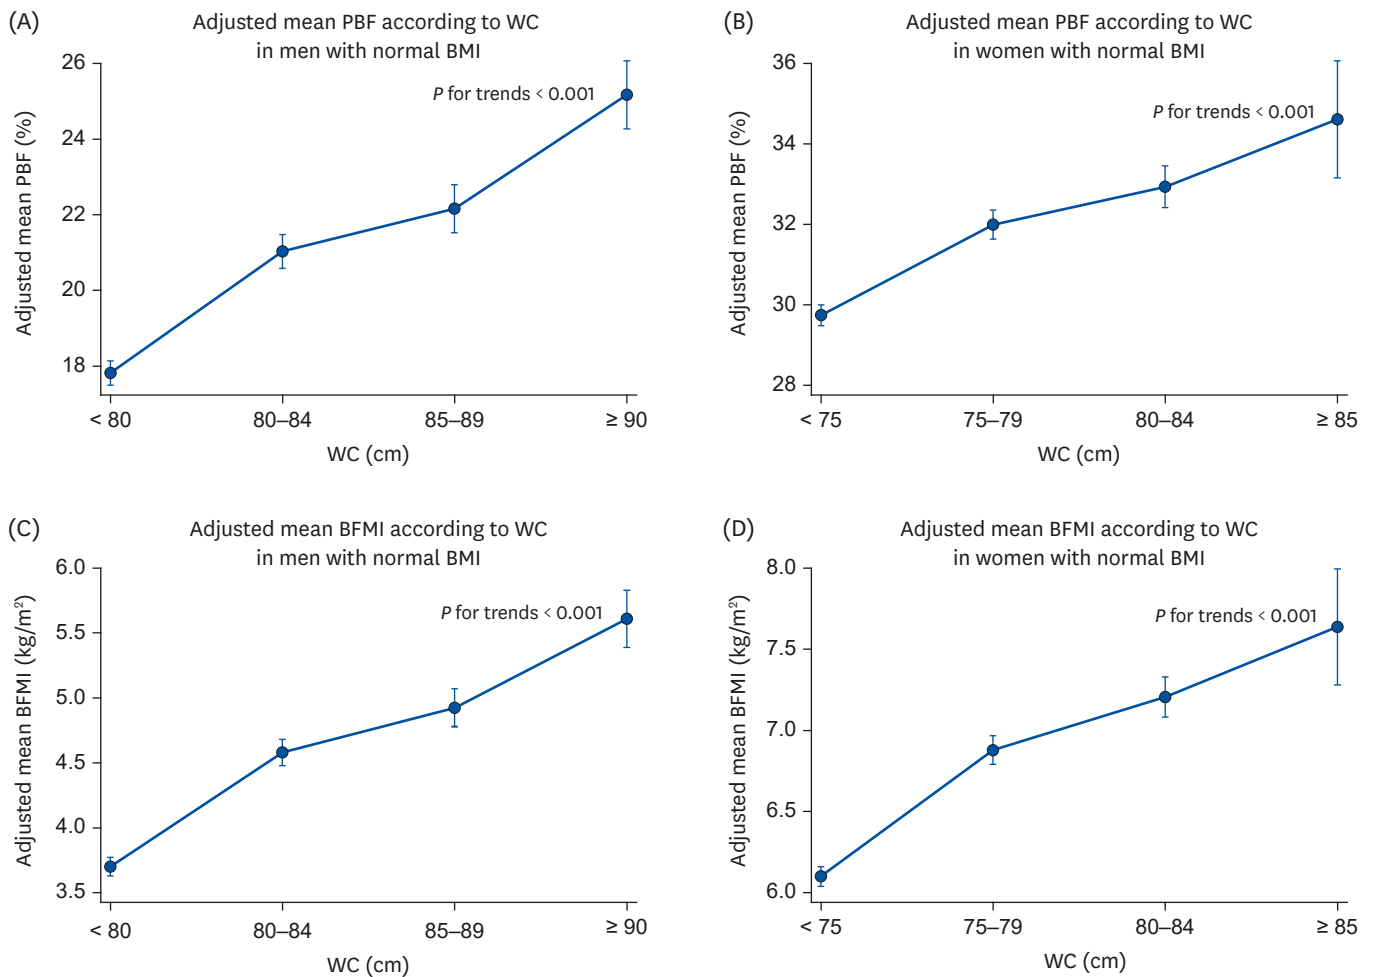 (A)
Adjusted mean PBF according to WC
in men with normal BMI
Adjusted mean PBF (%)
26
24
22
20
18
P for trends < 0.001
< 80
80–84
85–89
≥ 90
WC (cm)
(B)
Adjusted mean PBF according to WC
in women with normal BMI
Adjusted mean PBF (%)
36
34
32
30
28
P for trends < 0.001
< 75
75–79
80–84
≥ 85
WC (cm)
(C)
Adjusted mean BFMI according to WC
in men with normal BMI
Adjusted mean BFMI (kg/m²)
6.0
5.5
5.0
4.5
4.0
3.5
P for trends < 0.001
< 80
80–84
85–89
≥ 90
WC (cm)
(D)
Adjusted mean BFMI according to WC
in women with normal BMI
Adjusted mean BFMI (kg/m²)
8.0
7.5
7.0
6.5
6.0
P for trends < 0.001
< 75
75–79
80–84
≥ 85
WC (cm)